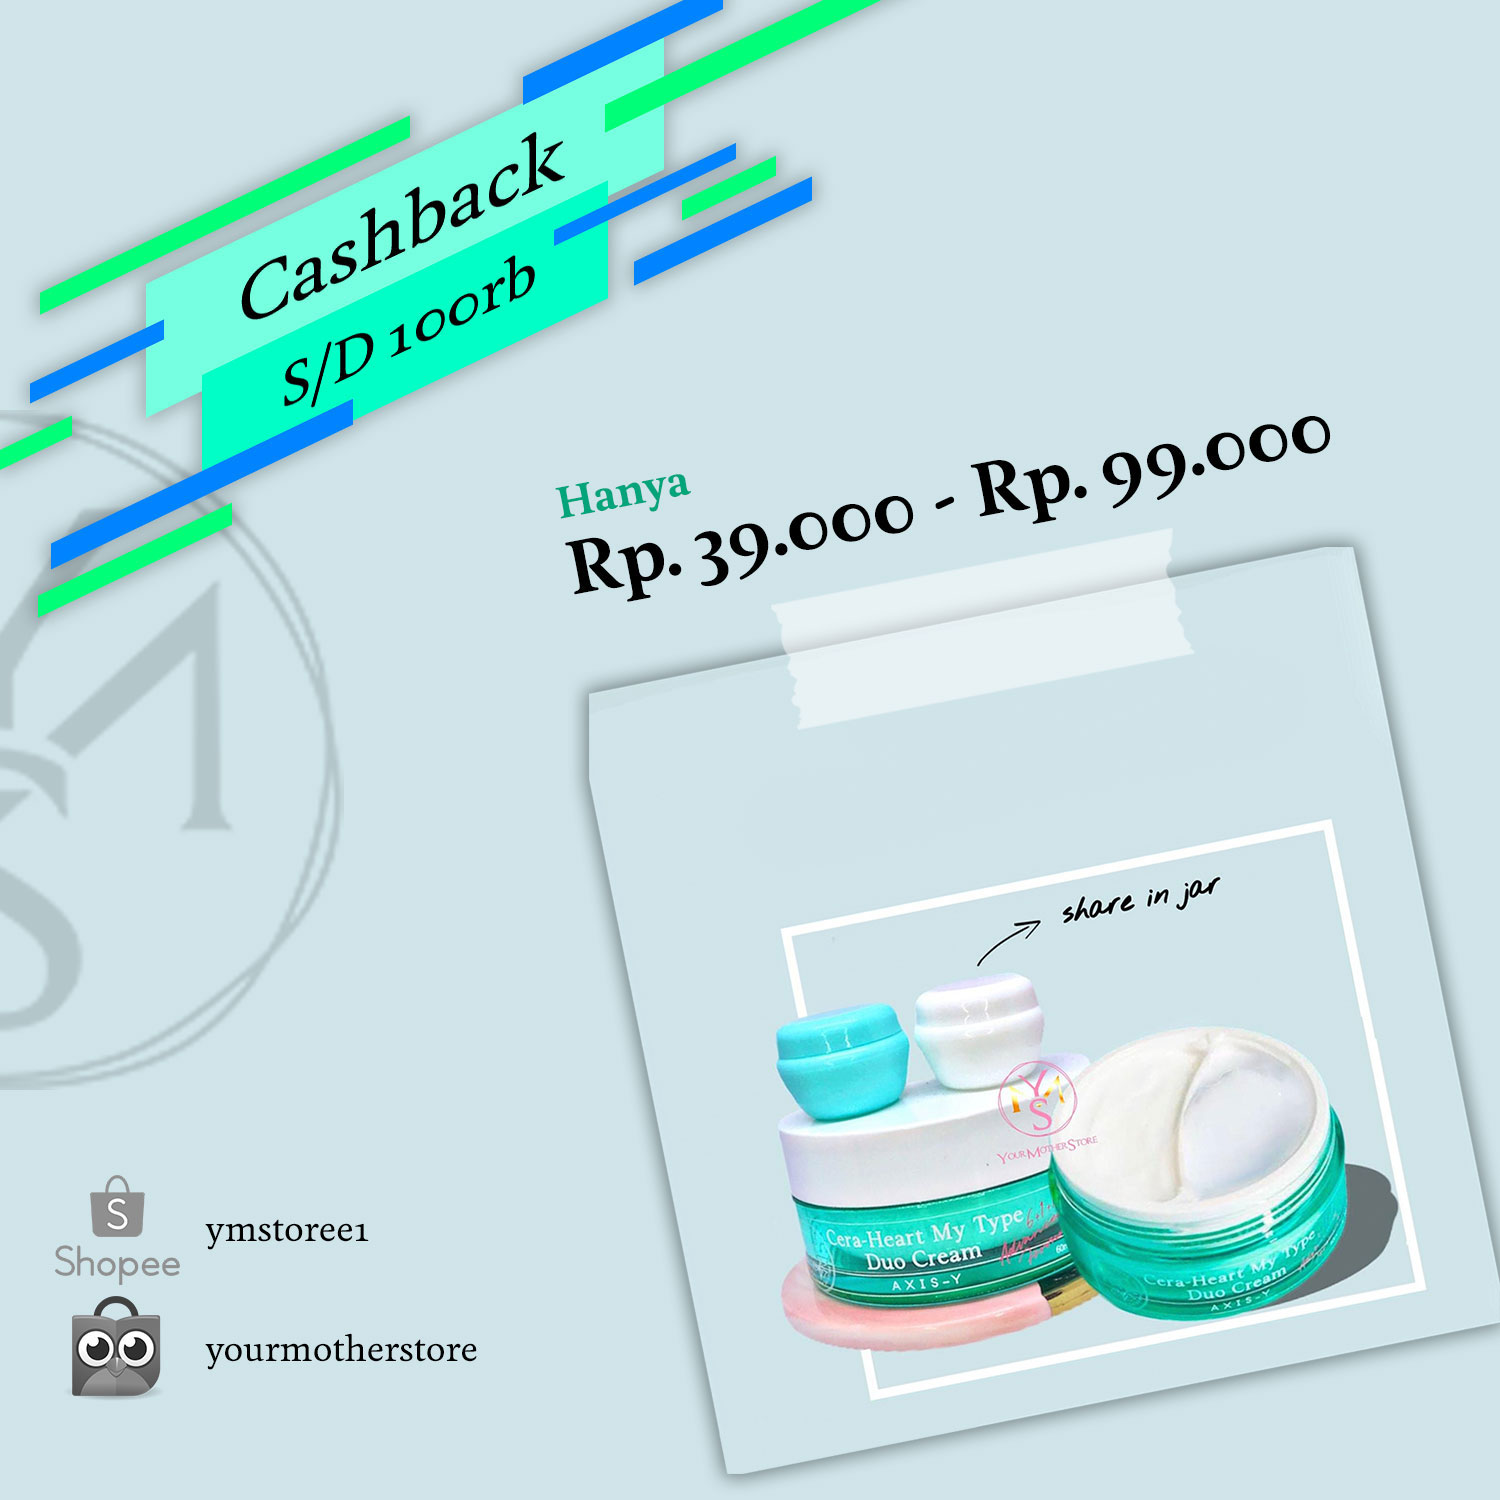 Cashback
S/D 100rb
Hanya
Rp. 39.000 - Rp. 99.000
share in jar
YMS
YOURMOTHERSTORE
Cera-Heart My Type
Duo Cream
AXIS-Y
Cera-Heart My Type
Duo Cream
AXIS-Y
S
Shopee
ymstoree1
yourmotherstore